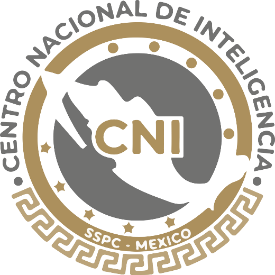 • CENTRO NACIONAL DE INTELIGENCIA •
CNI
SSPC - MEXICO